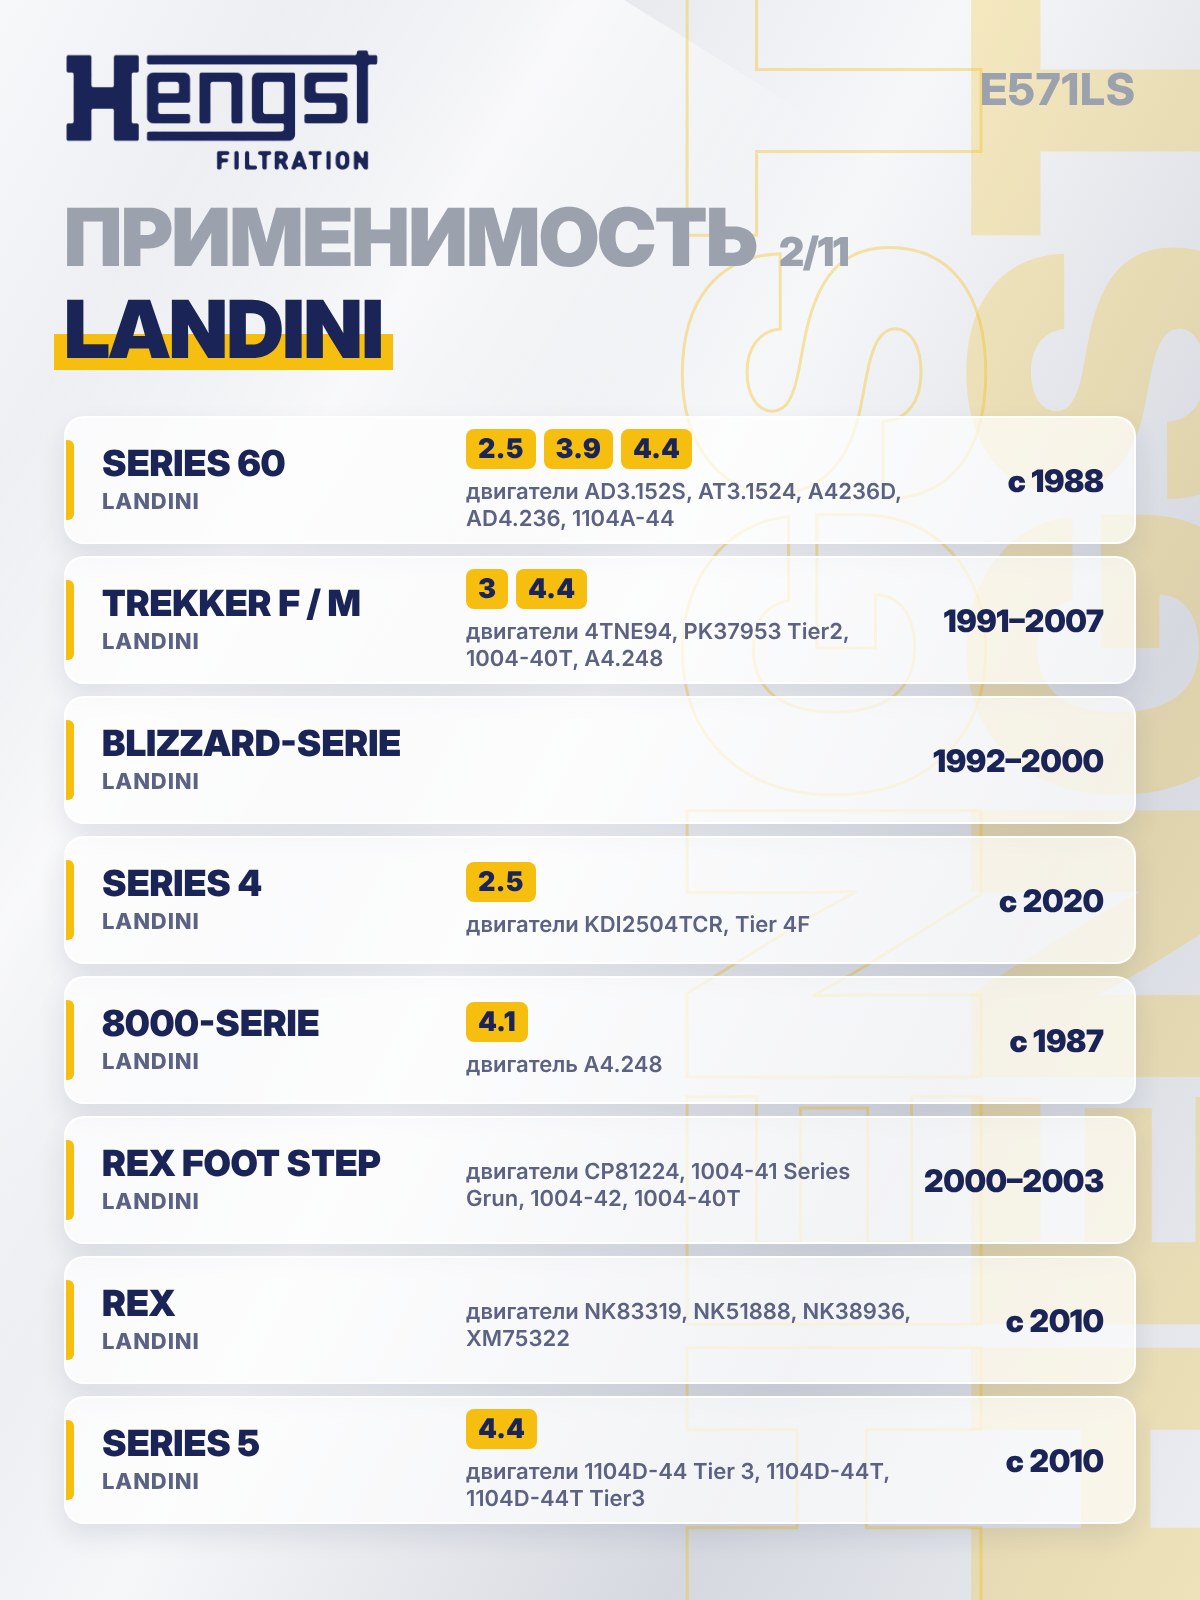 Hengst
FILTRATION
E571LS
ПРИМЕНИМОСТЬ 2/11
LANDINI
SERIES 60
LANDINI
2.5 3.9 4.4
двигатели AD3.152S, AT3.1524, A4236D,
AD4.236, 1104A-44
с 1988
TREKKER F / M
LANDINI
3 4.4
двигатели 4TNE94, PK37953 Tier2,
1004-40T, A4.248
1991–2007
BLIZZARD-SERIE
LANDINI
1992–2000
SERIES 4
LANDINI
2.5
двигатели KDI2504TCR, Tier 4F
с 2020
8000-SERIE
LANDINI
4.1
двигатель A4.248
с 1987
REX FOOT STEP
LANDINI
двигатели CP81224, 1004-41 Series
Grun, 1004-42, 1004-40T
2000–2003
REX
LANDINI
двигатели NK83319, NK51888, NK38936,
XM75322
с 2010
SERIES 5
LANDINI
4.4
двигатели 1104D-44 Tier 3, 1104D-44T,
1104D-44T Tier3
с 2010
HENGST
HENGST